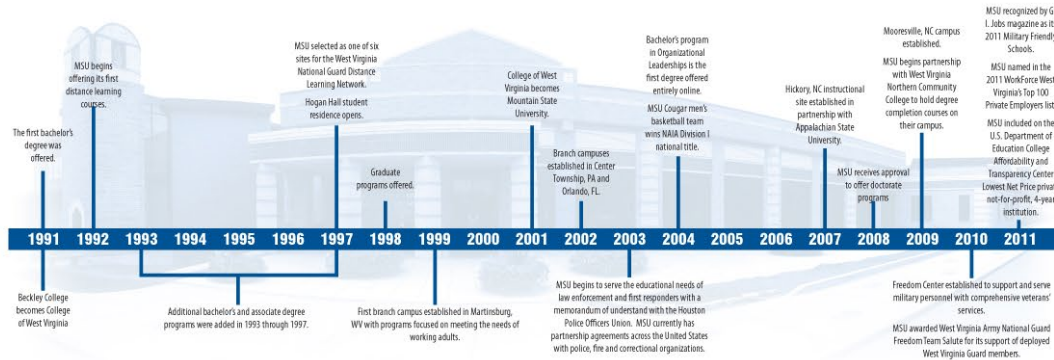 The first bachelor's
degree was
offered.
MSU begins
offering its first
distance learning
courses.
MSU selected as one of six
sites for the West Virginia
National Guard Distance
Learning Network.
Hogan Hall student
residence opens.
Graduate
programs offered.
College of West
Virginia becomes
Mountain State
University.
Branch campuses
established in Center
Township, PA and
Orlando, FL.
Bachelor's program
in Organizational
Leaderships is the
first degree offered
entirely online.
MSU Cougar men's
basketball team
wins NAIA Division I
national title.
Hickory, NC instructional
site established in
partnership with
Appalachian State
University.
MSU receives approval
to offer doctorate
programs
Mooresville, NC campus
established.
MSU begins partnership
with West Virginia
Northern Community
College to hold degree
completion courses on
their campus.
MSU recognized by G.
I. Jobs magazine as its
2011 Military Friendly
Schools.
MSU named in the
2011 WorkForce West
Virginia's Top 100
Private Employers list.
MSU included on the
U.S. Department of
Education College
Affordability and
Transparency Center
Lowest Net Price private
not-for-profit, 4-year
institution.
1991 1992 1993 1994 1995 1996 1997 1998 1999 2000 2001 2002 2003 2004 2005 2006 2007 2008 2009 2010 2011
Beckley College
becomes College
of West Virginia
Additional bachelor's and associate degree
programs were added in 1993 through 1997.
First branch campus established in Martinsburg,
WV with programs focused on meeting the needs of
working adults.
MSU begins to serve the educational needs of
law enforcement and first responders with a
memorandum of understand with the Houston
Police Officers Union. MSU currently has
partnership agreements across the United States
with police, fire and correctional organizations.
Freedom Center established to support and serve
military personnel with comprehensive veterans'
services.
MSU awarded West Virginia Army National Guard
Freedom Team Salute for its support of deployed
West Virginia Guard members.